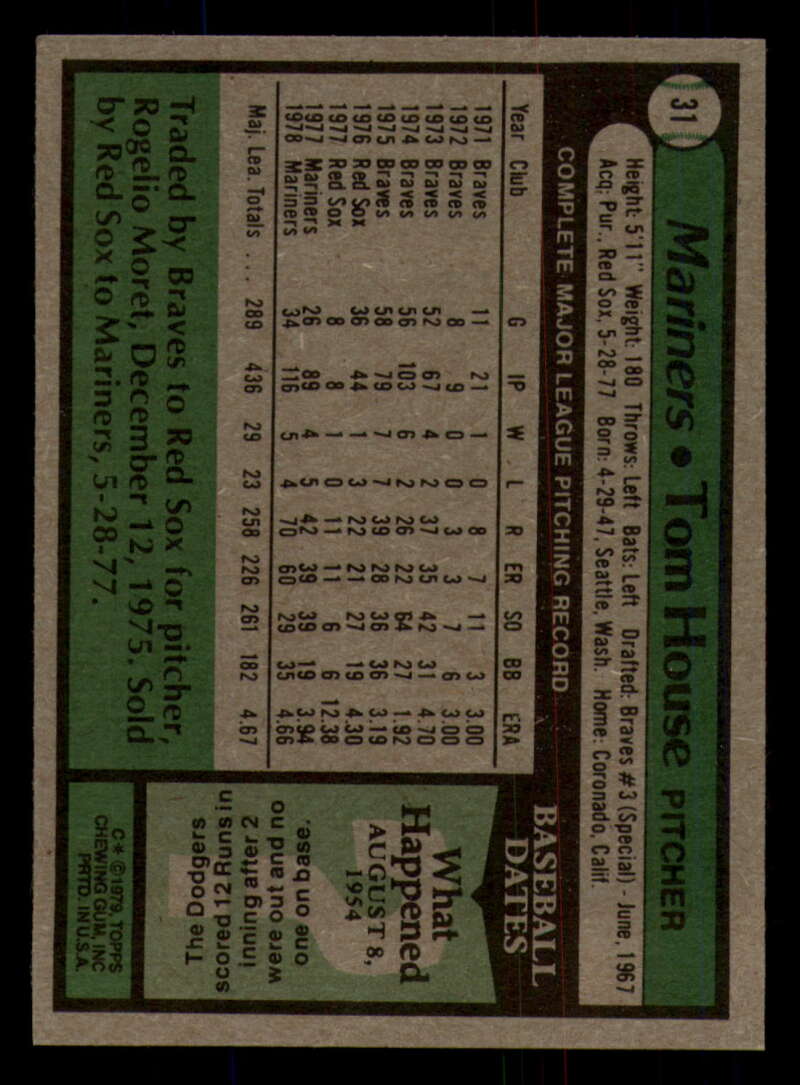 31
Mariners • Tom House PITCHER
Height: 5'11" Weight: 180 Throws: Left Bats: Left Drafted: Braves #3 (Special) - June, 1967
Acq: Pur., Red Sox, 5-28-77 Born: 4-29-47, Seattle, Wash. Home: Coronado, Calif.
COMPLETE MAJOR LEAGUE PITCHING RECORD
Year Club G IP W L R ER SO BB ERA
1971 Braves 11 21 1 0 8 7 11 3 3.00
1972 Braves 8 9 0 0 3 3 7 6 3.00
1973 Braves 52 67 4 2 37 35 42 31 4.70
1974 Braves 56 103 6 2 26 22 64 27 1.92
1975 Braves 58 79 7 7 39 28 36 36 3.19
1976 Red Sox 36 44 1 3 22 21 27 19 4.30
1977 Red Sox 8 8 1 0 11 11 6 6 12.38
1977 Mariners 26 89 4 5 42 39 39 19 3.94
1978 Mariners 34 116 5 4 70 60 29 35 4.66
Maj. Lea. Totals ... 289 436 29 23 258 226 261 182 4.67
Traded by Braves to Red Sox for pitcher,
Rogelio Moret, December 12, 1975. Sold
by Red Sox to Mariners, 5-28-77.
BASEBALL
DATES
What
Happened
AUGUST 8,
1954
The Dodgers
scored 12 Runs in
inning after 2
were out and no
one on base.
C* © 1979, TOPPS
CHEWING GUM, INC
PRTD. IN U.S.A.